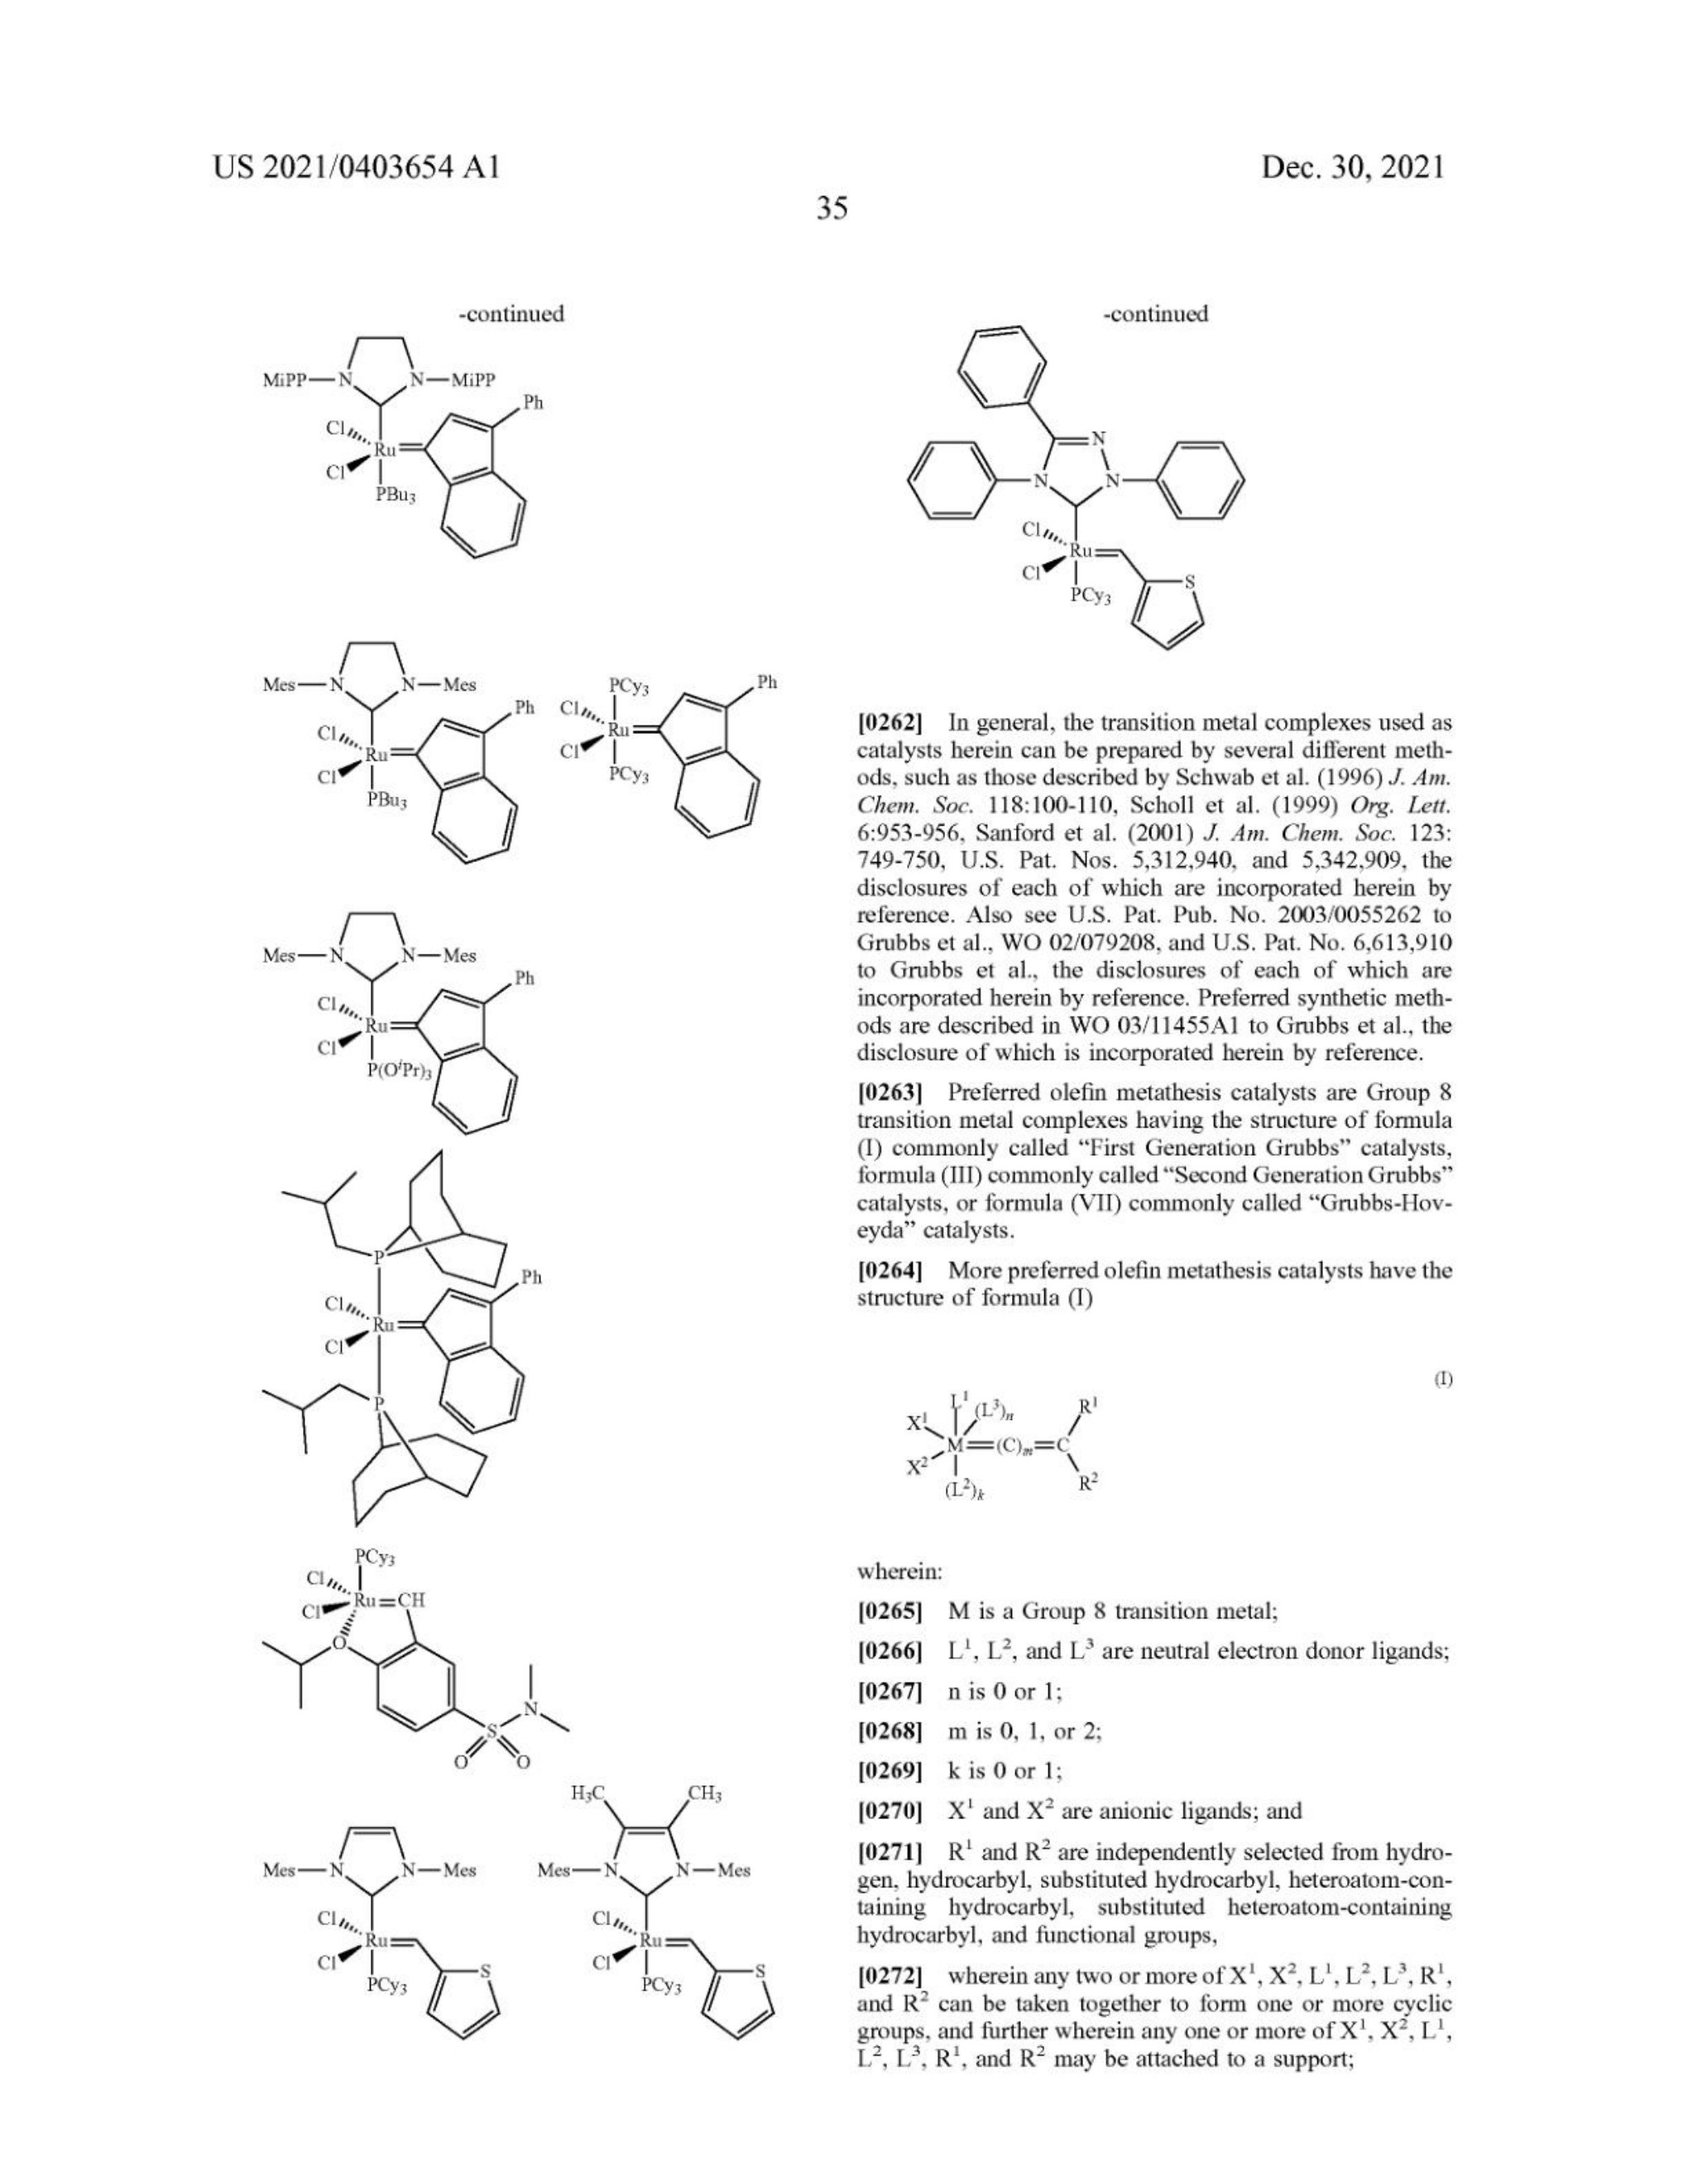 US 2021/0403654 A1
Dec. 30, 2021
35
-continued
MiPP—N N—MiPP
Ph
Cl
Ru
Cl
PBu₃
Mes—N N—Mes
Ph
Cl
Ru
Cl
PBu₃
PCy₃
Ph
Cl
Ru
Cl
PCy₃
Mes—N N—Mes
Ph
Cl
Ru
Cl
P(OⁱPr)₃
P
Ph
Cl
Ru
Cl
P
PCy₃
Cl
Ru=CH
Cl
O
N
S
O O
Mes—N N—Mes
Cl
Ru
Cl
PCy₃
S
H₃C CH₃
Mes—N N—Mes
Cl
Ru
Cl
PCy₃
S
-continued
N
N N
Cl
Ru
Cl
PCy₃
S
[0262] In general, the transition metal complexes used as
catalysts herein can be prepared by several different meth-
ods, such as those described by Schwab et al. (1996) J. Am.
Chem. Soc. 118:100-110, Scholl et al. (1999) Org. Lett.
6:953-956, Sanford et al. (2001) J. Am. Chem. Soc. 123:
749-750, U.S. Pat. Nos. 5,312,940, and 5,342,909, the
disclosures of each of which are incorporated herein by
reference. Also see U.S. Pat. Pub. No. 2003/0055262 to
Grubbs et al., WO 02/079208, and U.S. Pat. No. 6,613,910
to Grubbs et al., the disclosures of each of which are
incorporated herein by reference. Preferred synthetic meth-
ods are described in WO 03/11455A1 to Grubbs et al., the
disclosure of which is incorporated herein by reference.
[0263] Preferred olefin metathesis catalysts are Group 8
transition metal complexes having the structure of formula
(I) commonly called “First Generation Grubbs” catalysts,
formula (III) commonly called “Second Generation Grubbs”
catalysts, or formula (VII) commonly called “Grubbs-Hov-
eyda” catalysts.
[0264] More preferred olefin metathesis catalysts have the
structure of formula (I)
(I)
L¹ (L³)ₙ R¹
X¹
M=(C)ₘ=C
X²
(L²)ₖ R²
wherein:
[0265] M is a Group 8 transition metal;
[0266] L¹, L², and L³ are neutral electron donor ligands;
[0267] n is 0 or 1;
[0268] m is 0, 1, or 2;
[0269] k is 0 or 1;
[0270] X¹ and X² are anionic ligands; and
[0271] R¹ and R² are independently selected from hydro-
gen, hydrocarbyl, substituted hydrocarbyl, heteroatom-con-
taining hydrocarbyl, substituted heteroatom-containing
hydrocarbyl, and functional groups,
[0272] wherein any two or more of X¹, X², L¹, L², L³, R¹,
and R² can be taken together to form one or more cyclic
groups, and further wherein any one or more of X¹, X², L¹,
L², L³, R¹, and R² may be attached to a support;